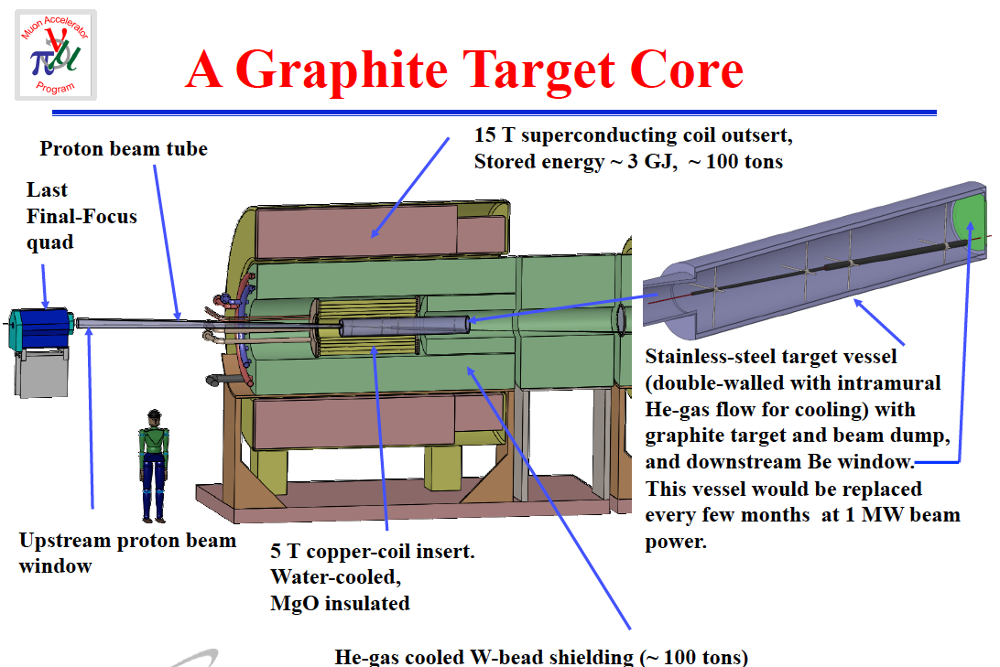 Muon Accelerator
πνμ
Program
A Graphite Target Core
Proton beam tube
15 T superconducting coil outsert,
Stored energy ~ 3 GJ,  ~ 100 tons
Last
Final-Focus
quad
Stainless-steel target vessel
(double-walled with intramural
He-gas flow for cooling) with
graphite target and beam dump,
and downstream Be window.
This vessel would be replaced
every few months  at 1 MW beam
power.
Upstream proton beam
window
5 T copper-coil insert.
Water-cooled,
MgO insulated
He-gas cooled W-bead shielding (~ 100 tons)